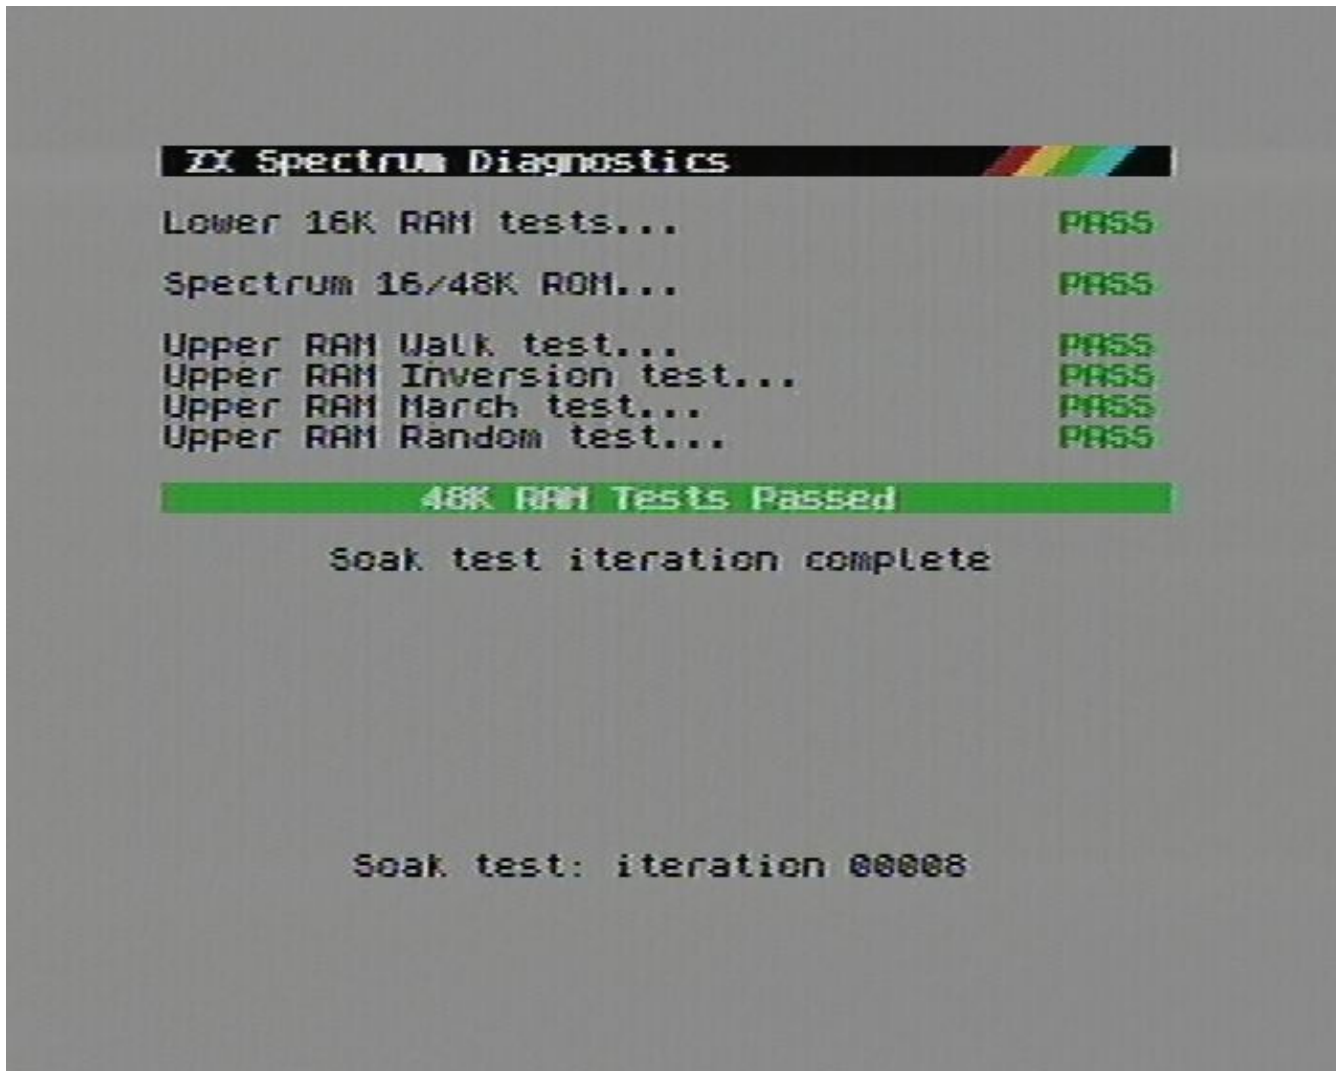 ZX Spectrum Diagnostics
Lower 16K RAM tests... PASS
Spectrum 16/48K ROM... PASS
Upper RAM Walk test... PASS
Upper RAM Inversion test... PASS
Upper RAM March test... PASS
Upper RAM Random test... PASS
48K RAM Tests Passed
Soak test iteration complete
Soak test: iteration 00008